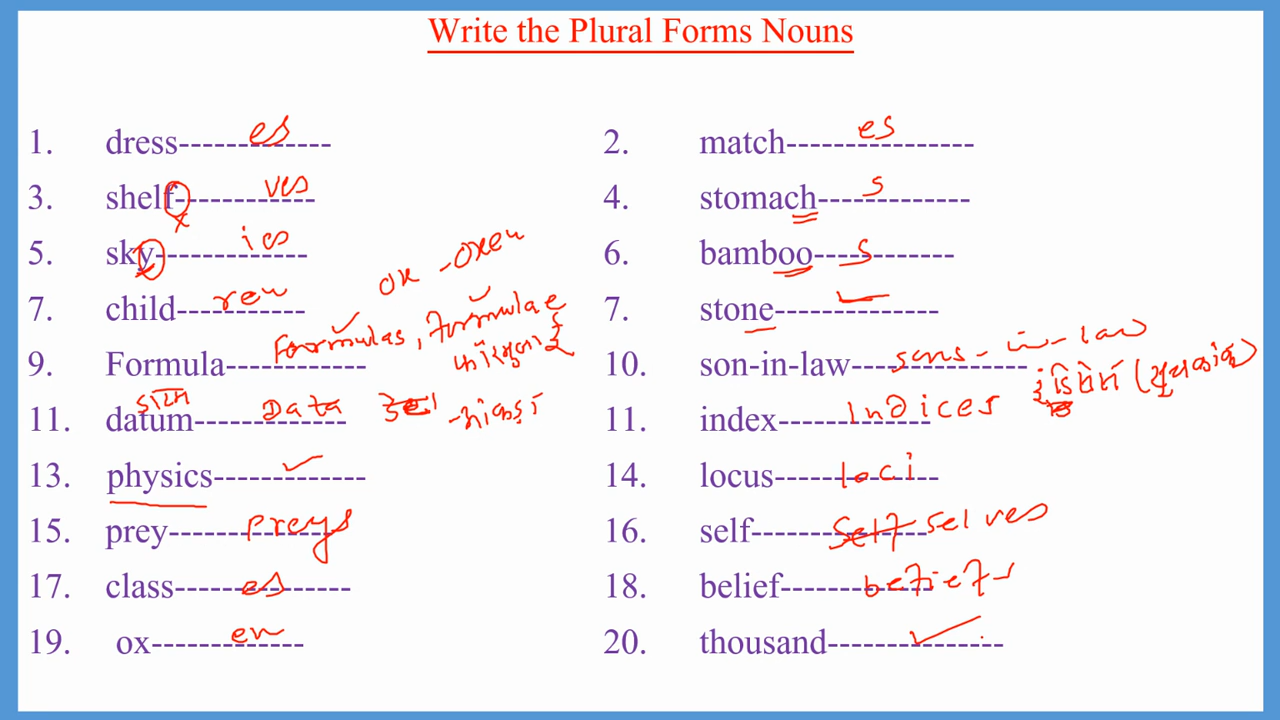 Write the Plural Forms Nouns
1. dress------------- es
2. match---------------- es
3. shelf------------ ves
4. stomach------------- s
5. sky------------- ies
6. bamboo------------ s
ox - oxen
7. child----------- ren
7. stone--------------
9. Formula------------ Formulas, Formulae
10. son-in-law--------------- sons-in-law
11. datum------------- Data
11. index-------------- Indices
13. physics-------------
14. locus-------------- loci
15. prey-------------- preys
16. self--------------- Self selves
17. class---------------- es
18. belief------------- beliefs
19. ox------------- en
20. thousand----------------